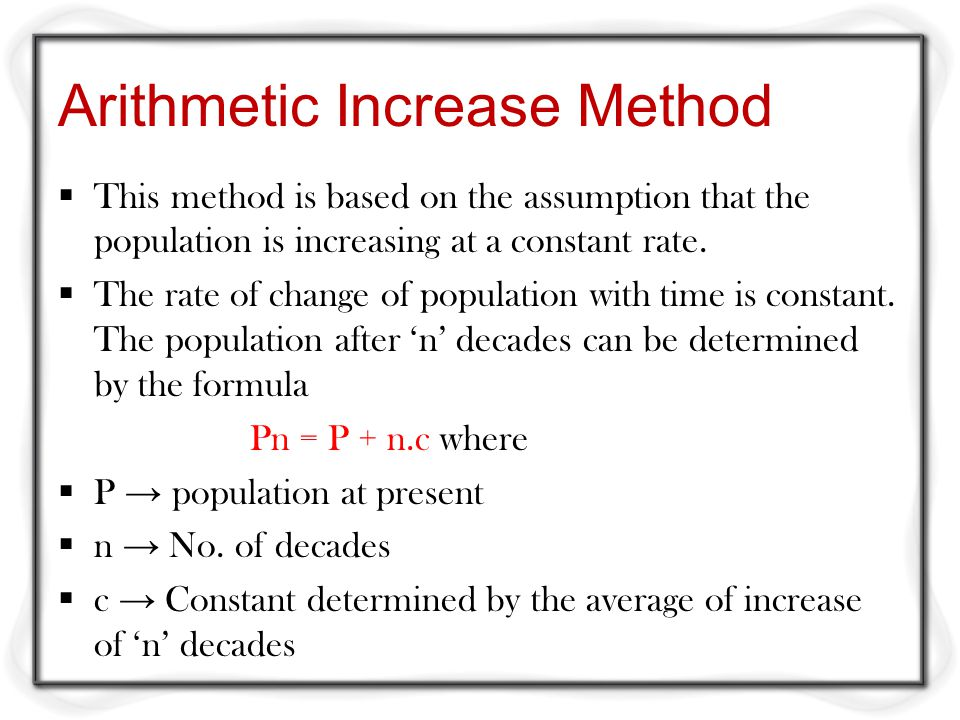 Arithmetic Increase Method
▪ This method is based on the assumption that the
population is increasing at a constant rate.
▪ The rate of change of population with time is constant.
The population after ‘n’ decades can be determined
by the formula
Pn = P + n.c where
▪ P → population at present
▪ n → No. of decades
▪ c → Constant determined by the average of increase
of ‘n’ decades